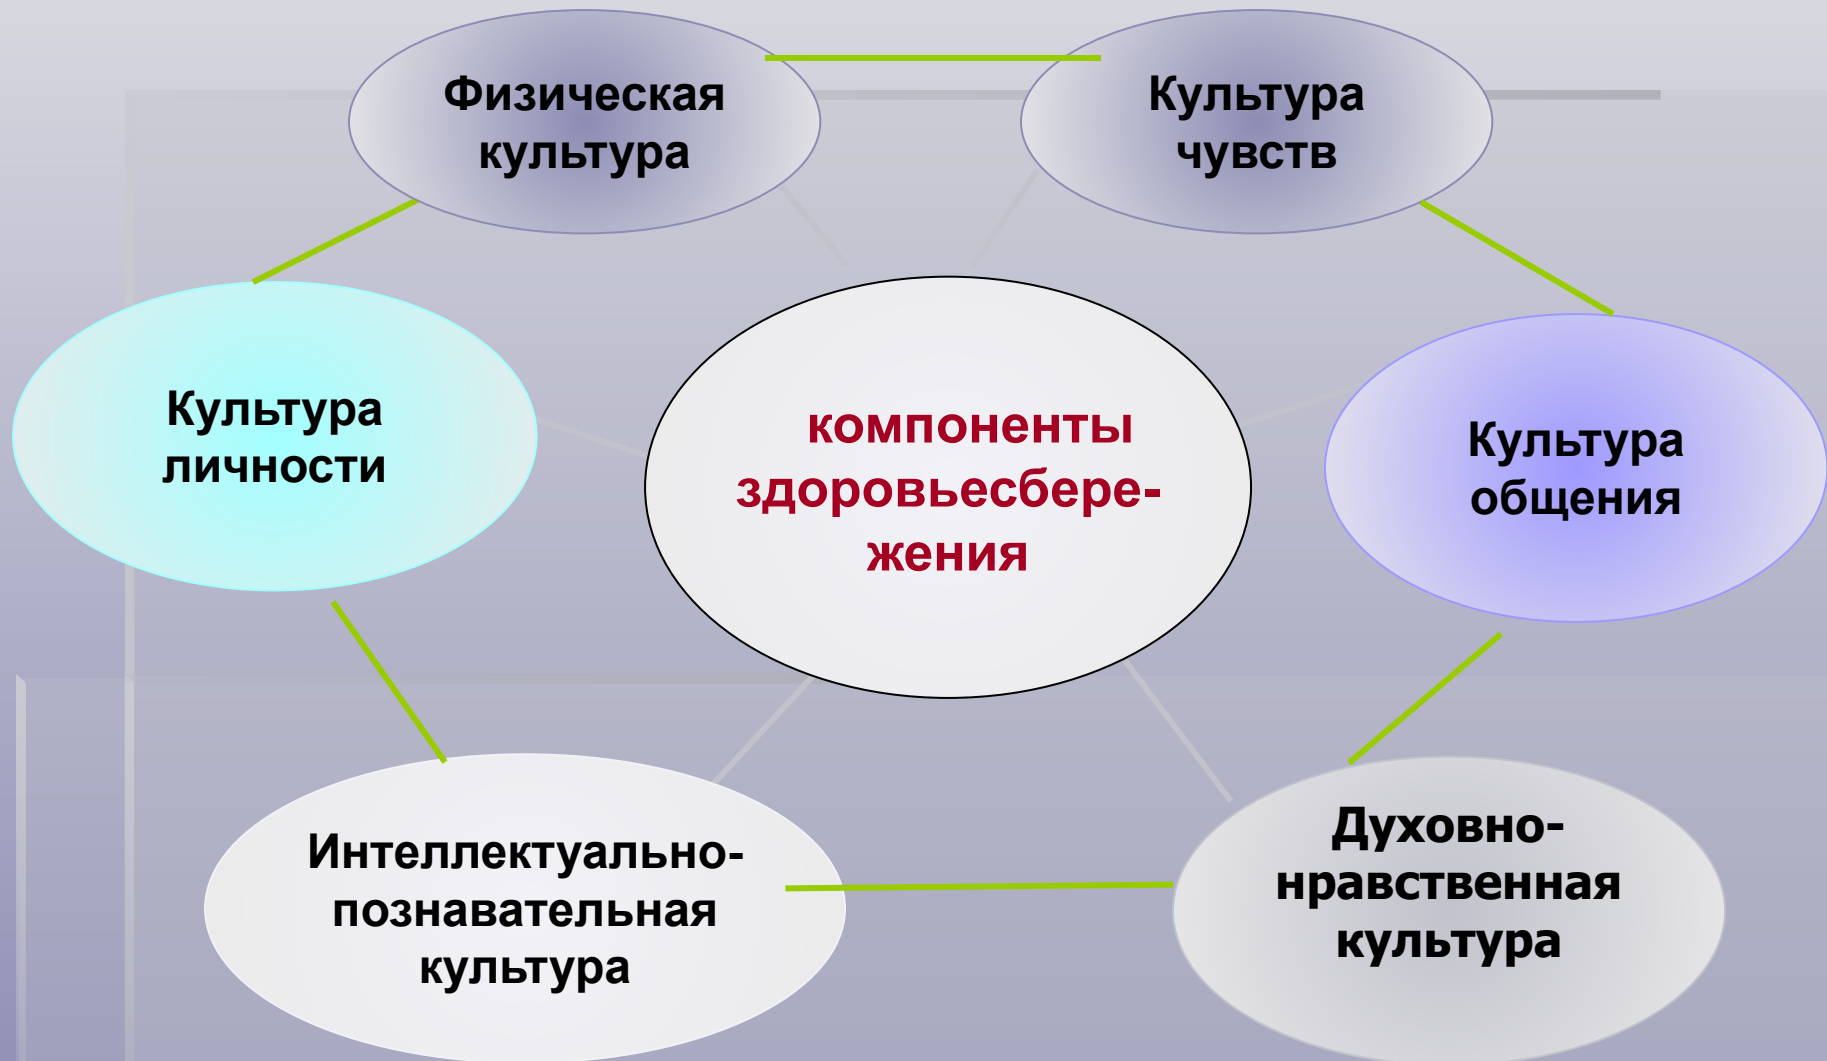 Физическая
культура
Культура
чувств
Культура
личности
компоненты
здоровьесбере-
жения
Культура
общения
Интеллектуально-
познавательная
культура
Духовно-
нравственная
культура